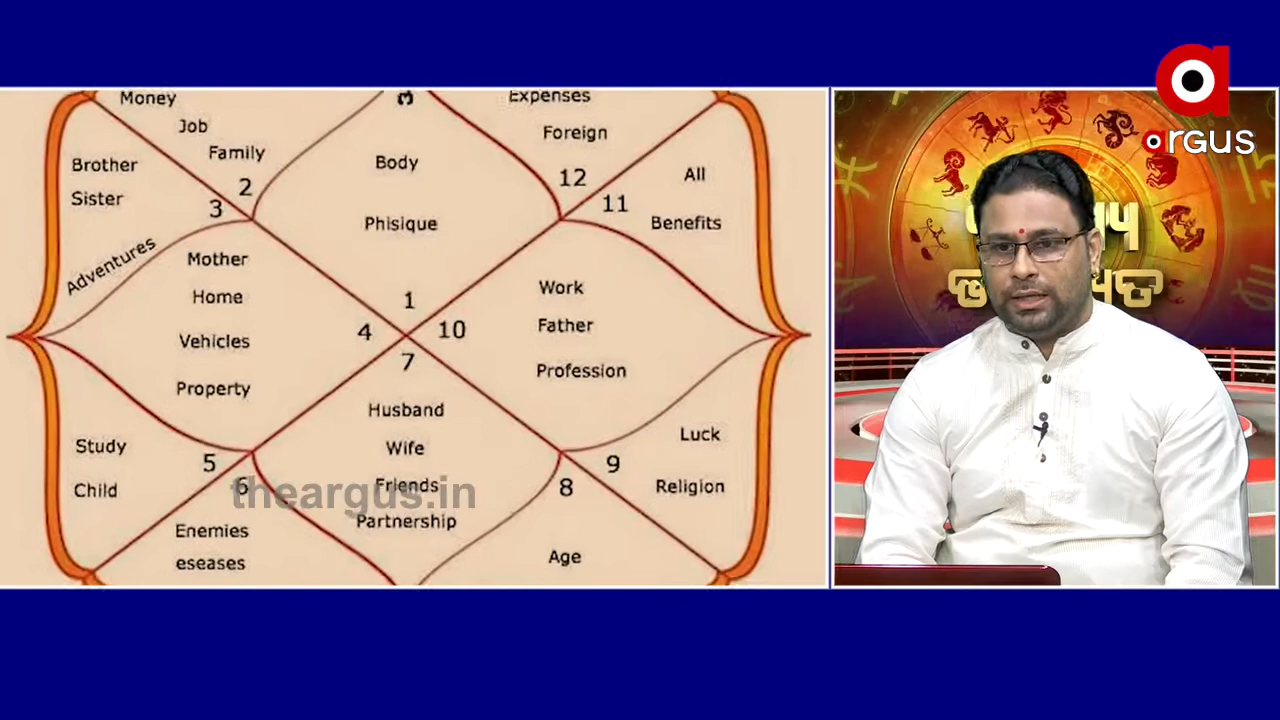 Money
Job
Family
2
Brother
Sister
3
Adventures
Body
Phisique
1
Expenses
Foreign
12
11
All
Benefits
Mother
Home
Vehicles
Property
4
10
Work
Father
Profession
7
Husband
Wife
Friends
Partnership
Study
Child
5
6
Enemies
eseases
8
Age
9
Luck
Religion
theargus.in
argus